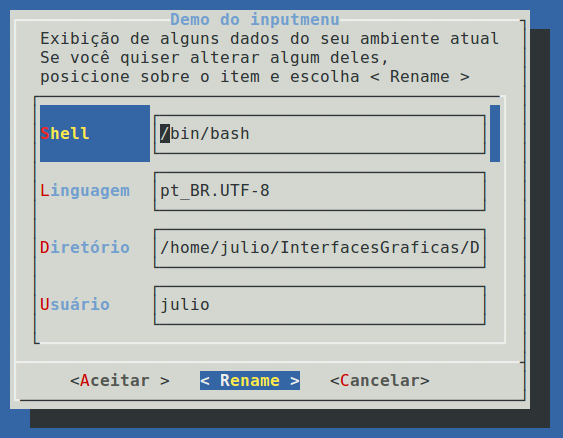 Demo do inputmenu
Exibição de alguns dados do seu ambiente atual
Se você quiser alterar algum deles,
posicione sobre o item e escolha < Rename >
Shell /bin/bash
Linguagem pt_BR.UTF-8
Diretório /home/julio/InterfacesGraficas/D
Usuário julio
<Aceitar > < Rename > <Cancelar>